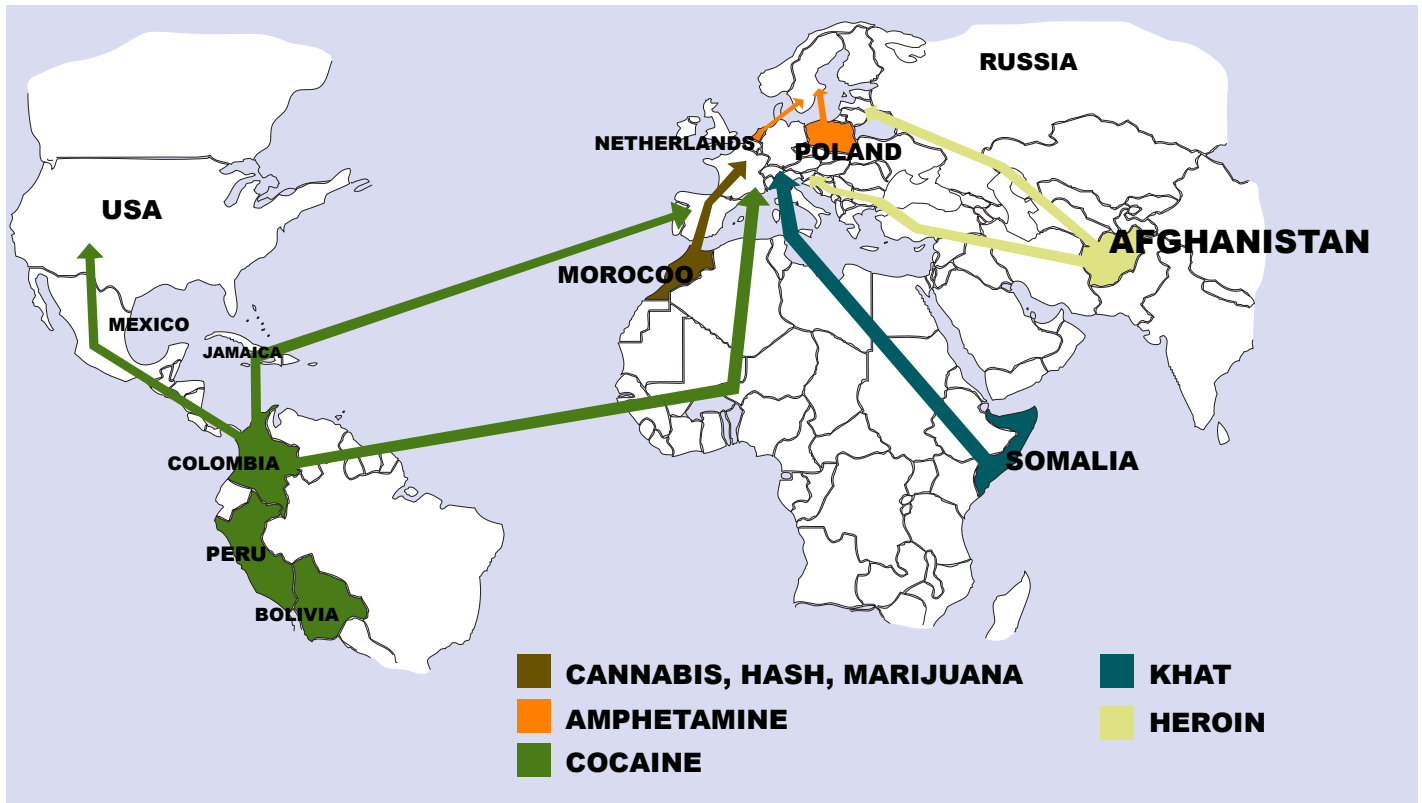 RUSSIA
NETHERLANDS
POLAND
USA
AFGHANISTAN
MOROCOO
MEXICO
JAMAICA
COLOMBIA
SOMALIA
PERU
BOLIVIA
CANNABIS, HASH, MARIJUANA
AMPHETAMINE
COCAINE
KHAT
HEROIN